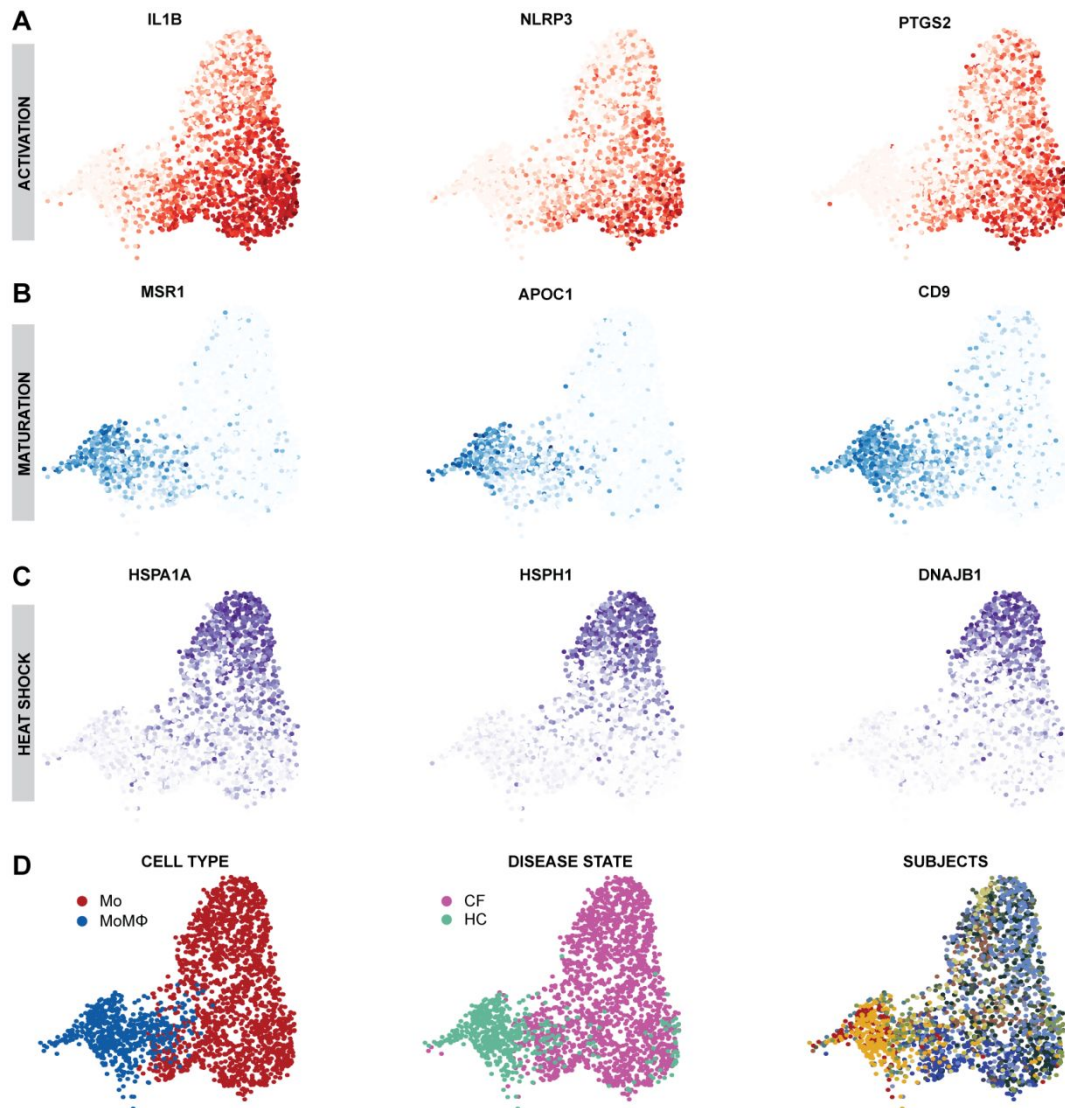 A
IL1B
NLRP3
PTGS2
ACTIVATION
B
MSR1
APOC1
CD9
MATURATION
C
HSPA1A
HSPH1
DNAJB1
HEAT SHOCK
D
CELL TYPE
DISEASE STATE
SUBJECTS
Mo
MoMΦ
CF
HC